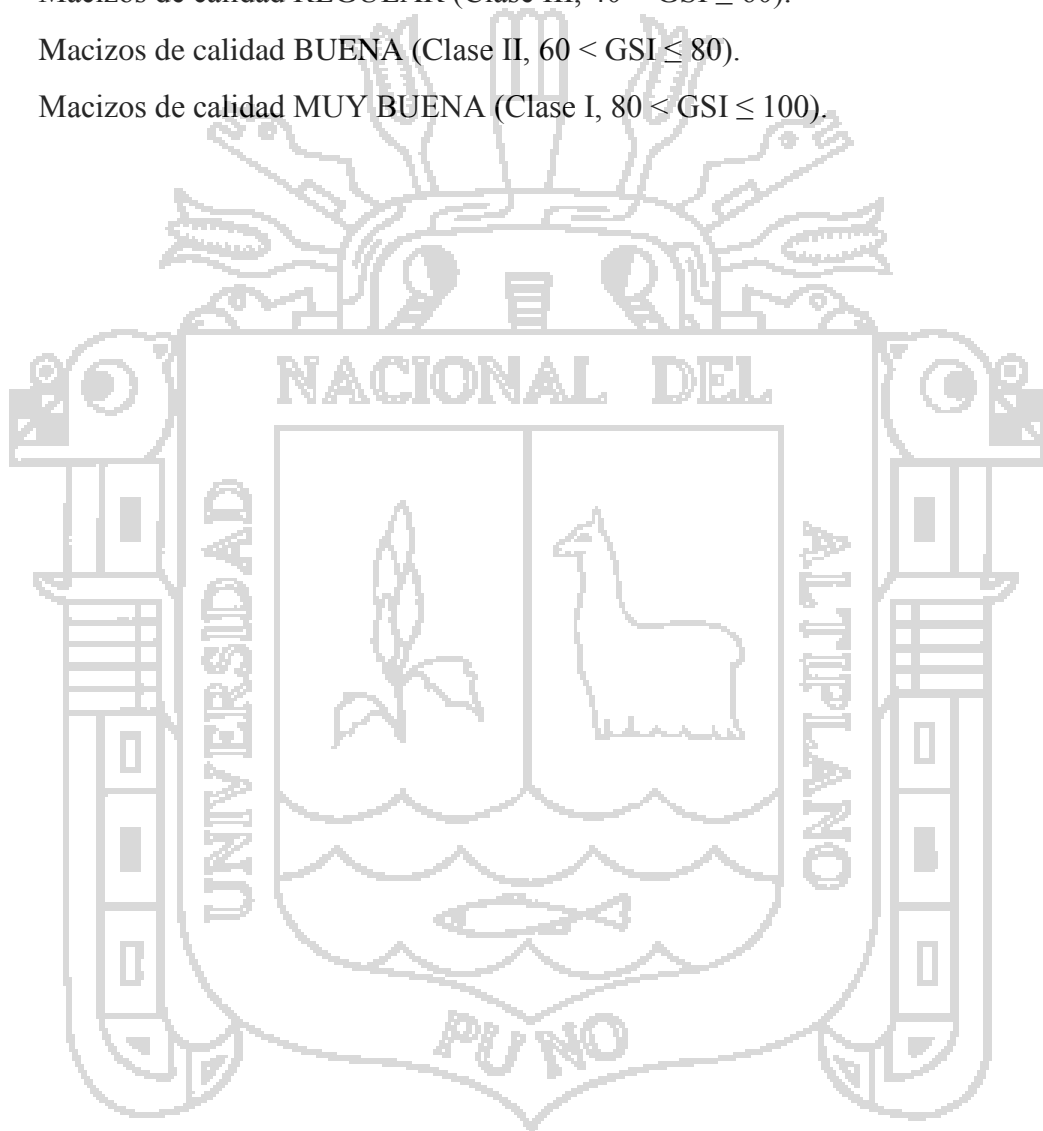 Macizos de calidad REGULAR (Clase III, 40 < GSI ≤ 60).
Macizos de calidad BUENA (Clase II, 60 < GSI ≤ 80).
Macizos de calidad MUY BUENA (Clase I, 80 < GSI ≤ 100).
NACIONAL DEL
UNIVERSIDAD
ALTIPLANO
PUNO